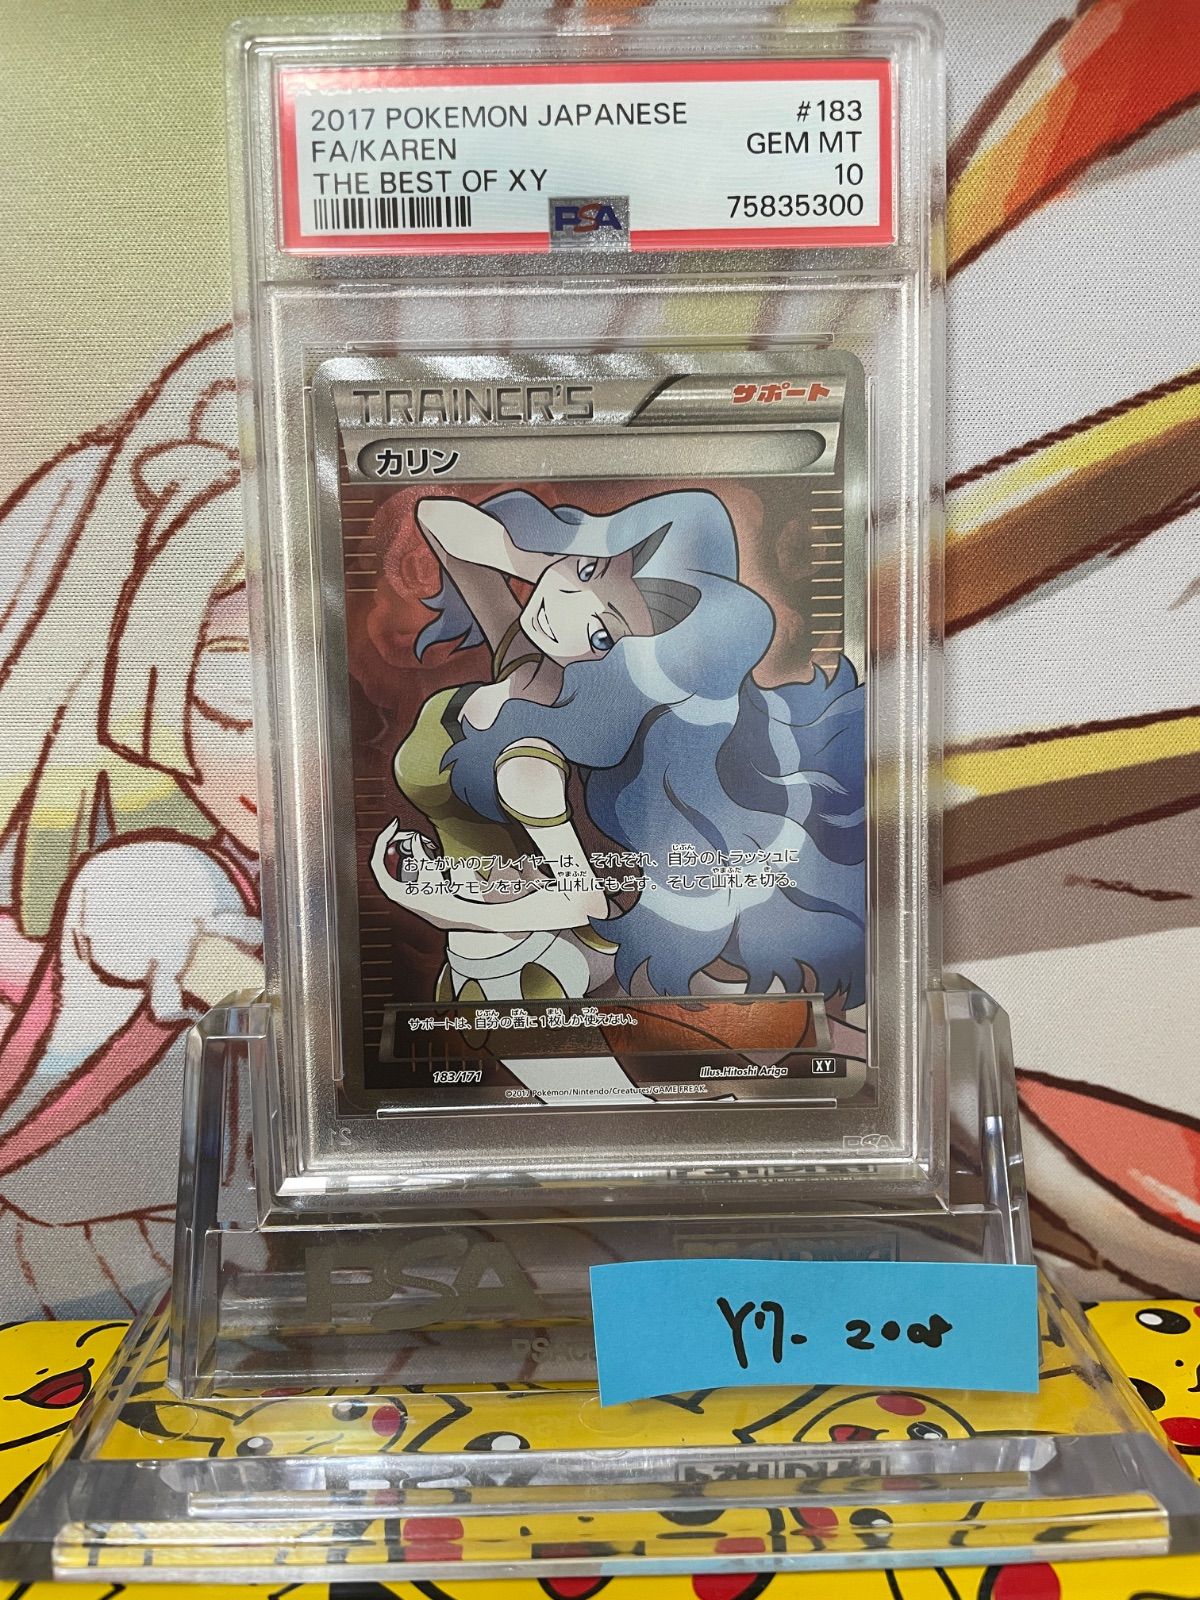 2017 POKEMON JAPANESE #183
FA/KAREN GEM MT
THE BEST OF XY 10
75835300
PSA
TRAINER'S サポート
カリン
おたがいのプレイヤーは、それぞれ、自分のトラッシュに
あるポケモンをすべて山札にもどす。そして山札を切る。
サポートは、自分の番に1枚しか使えない。
183/171 Illus.Hitoshi Ariga XY
©2017 Pokémon/Nintendo/Creatures/GAME FREAK.
PSA
PSA